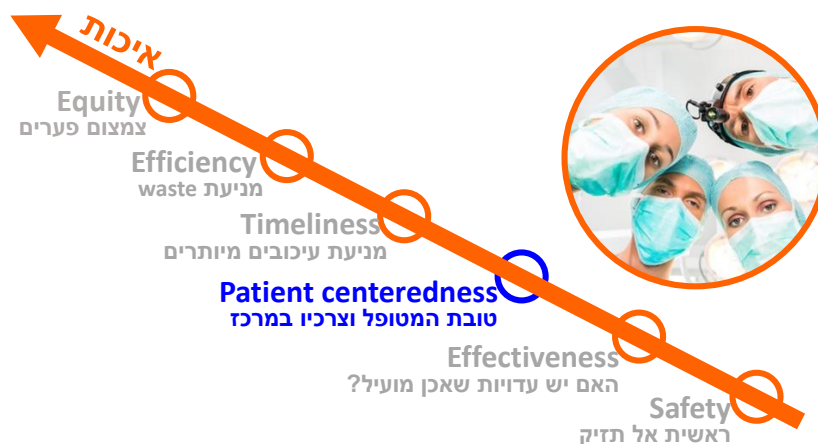 איכות
Equity
צמצום פערים
Efficiency
מניעת waste
Timeliness
מניעת עיכובים מיותרים
Patient centeredness
טובת המטופל וצרכיו במרכז
Effectiveness
האם יש עדויות שאכן מועיל?
Safety
ראשית אל תזיק